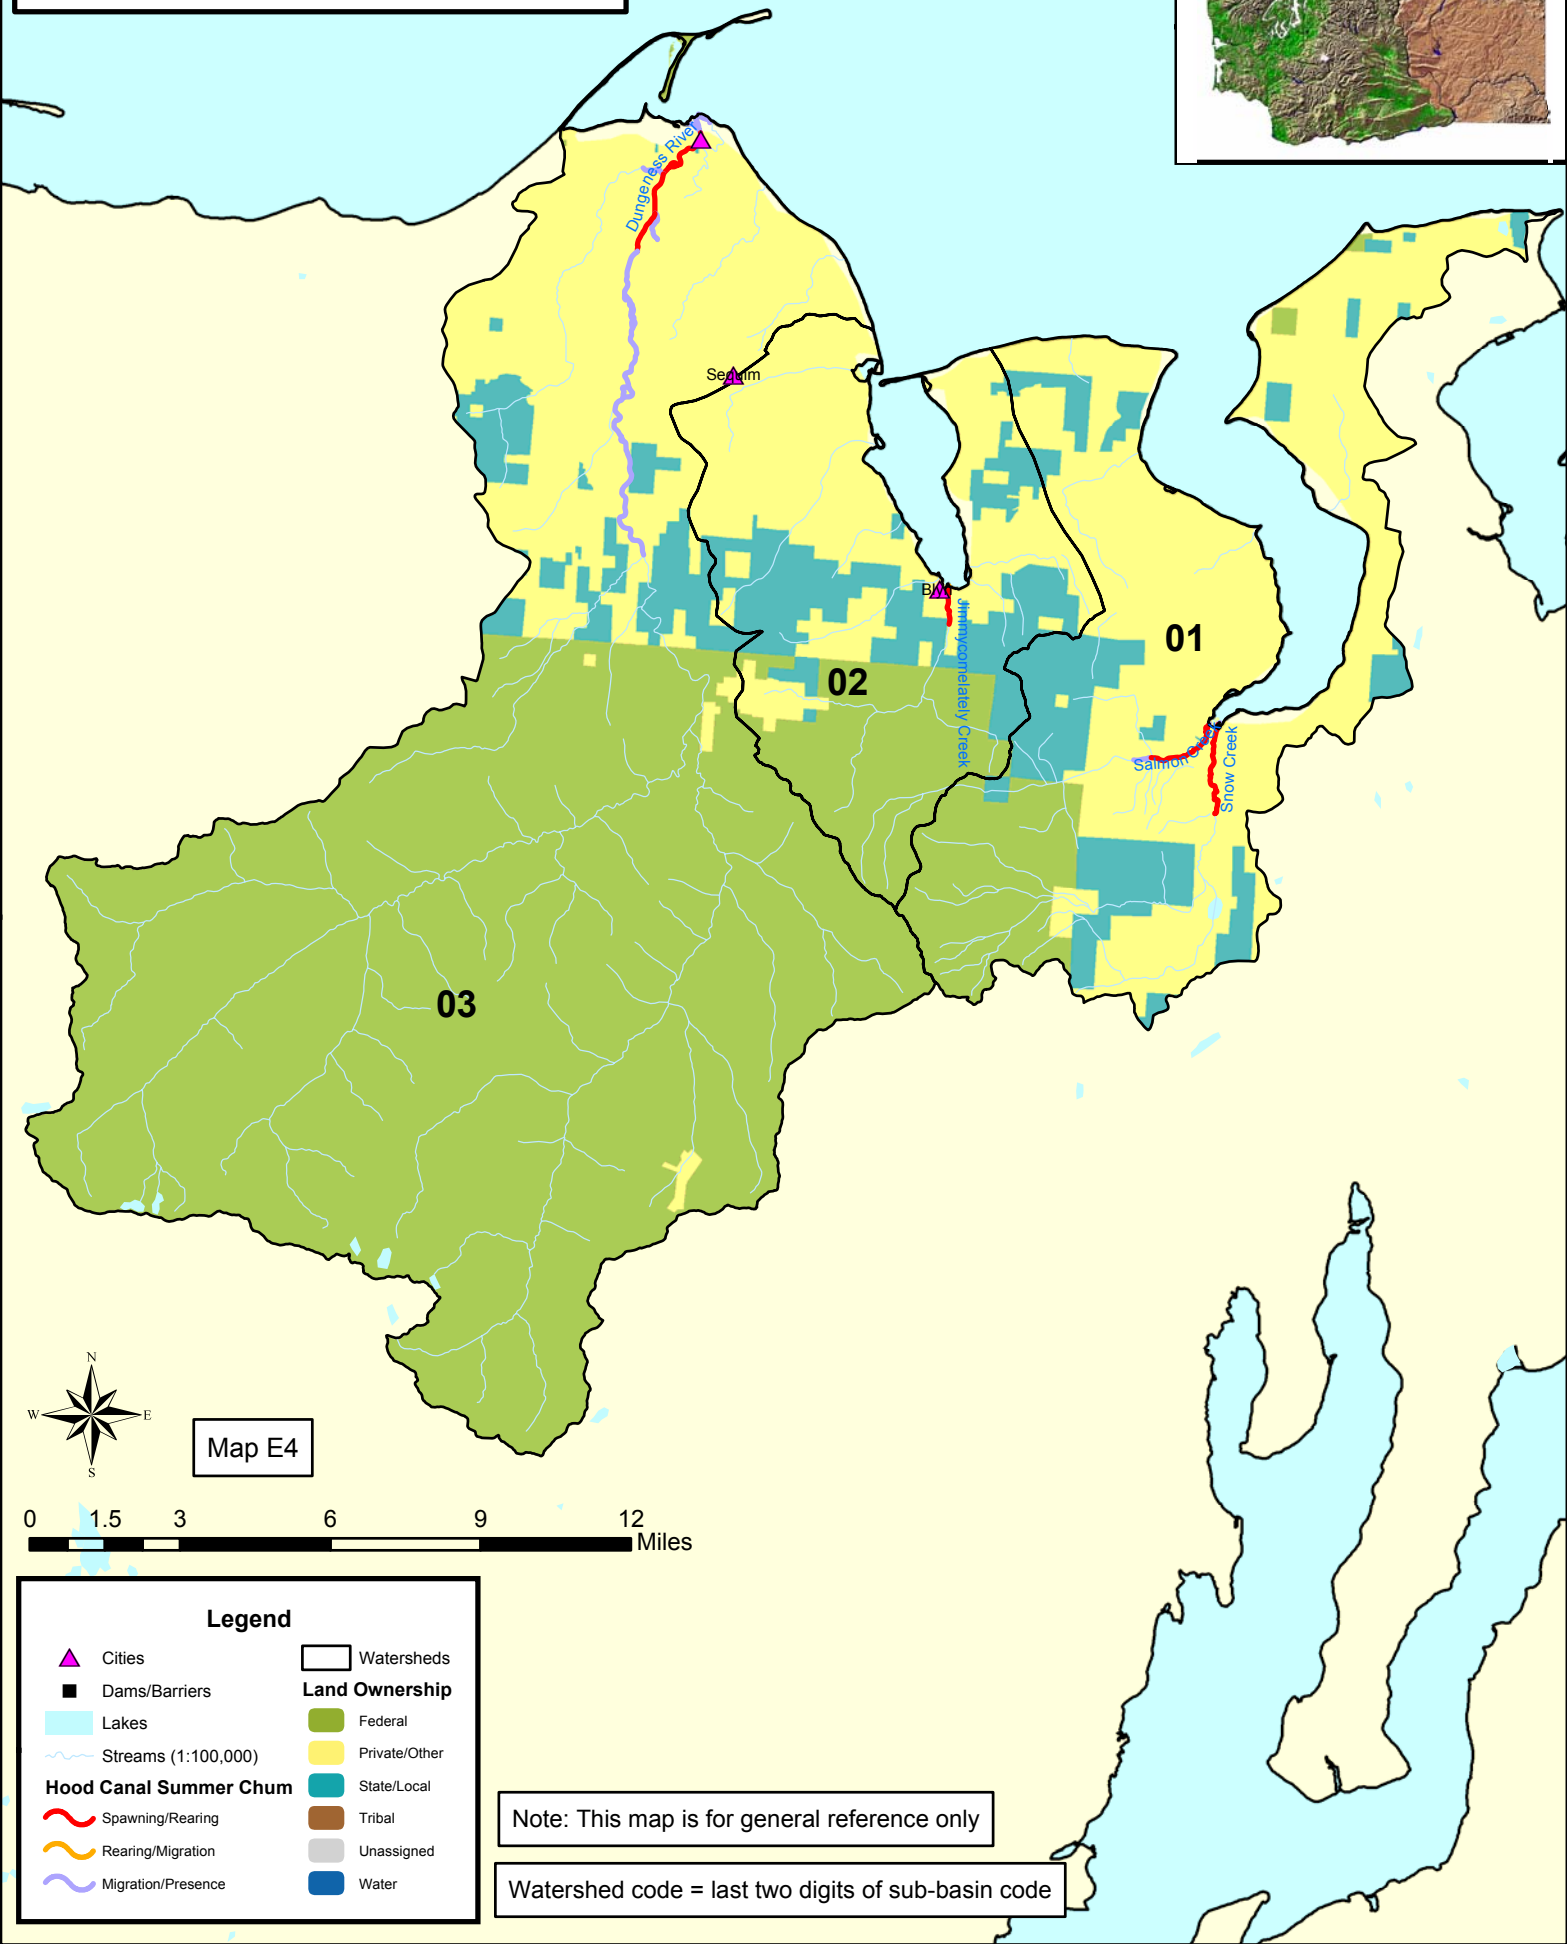 Dungeness River
Sequim
Blyn
Jimmycomelately Creek
01
02
Salmon Creek
Snow Creek
03
N
W
E
S
Map E4
0 1.5 3 6 9 12
Miles
Legend
Cities
Dams/Barriers
Lakes
Streams (1:100,000)
Hood Canal Summer Chum
Spawning/Rearing
Rearing/Migration
Migration/Presence
Watersheds
Land Ownership
Federal
Private/Other
State/Local
Tribal
Unassigned
Water
Note: This map is for general reference only
Watershed code = last two digits of sub-basin code